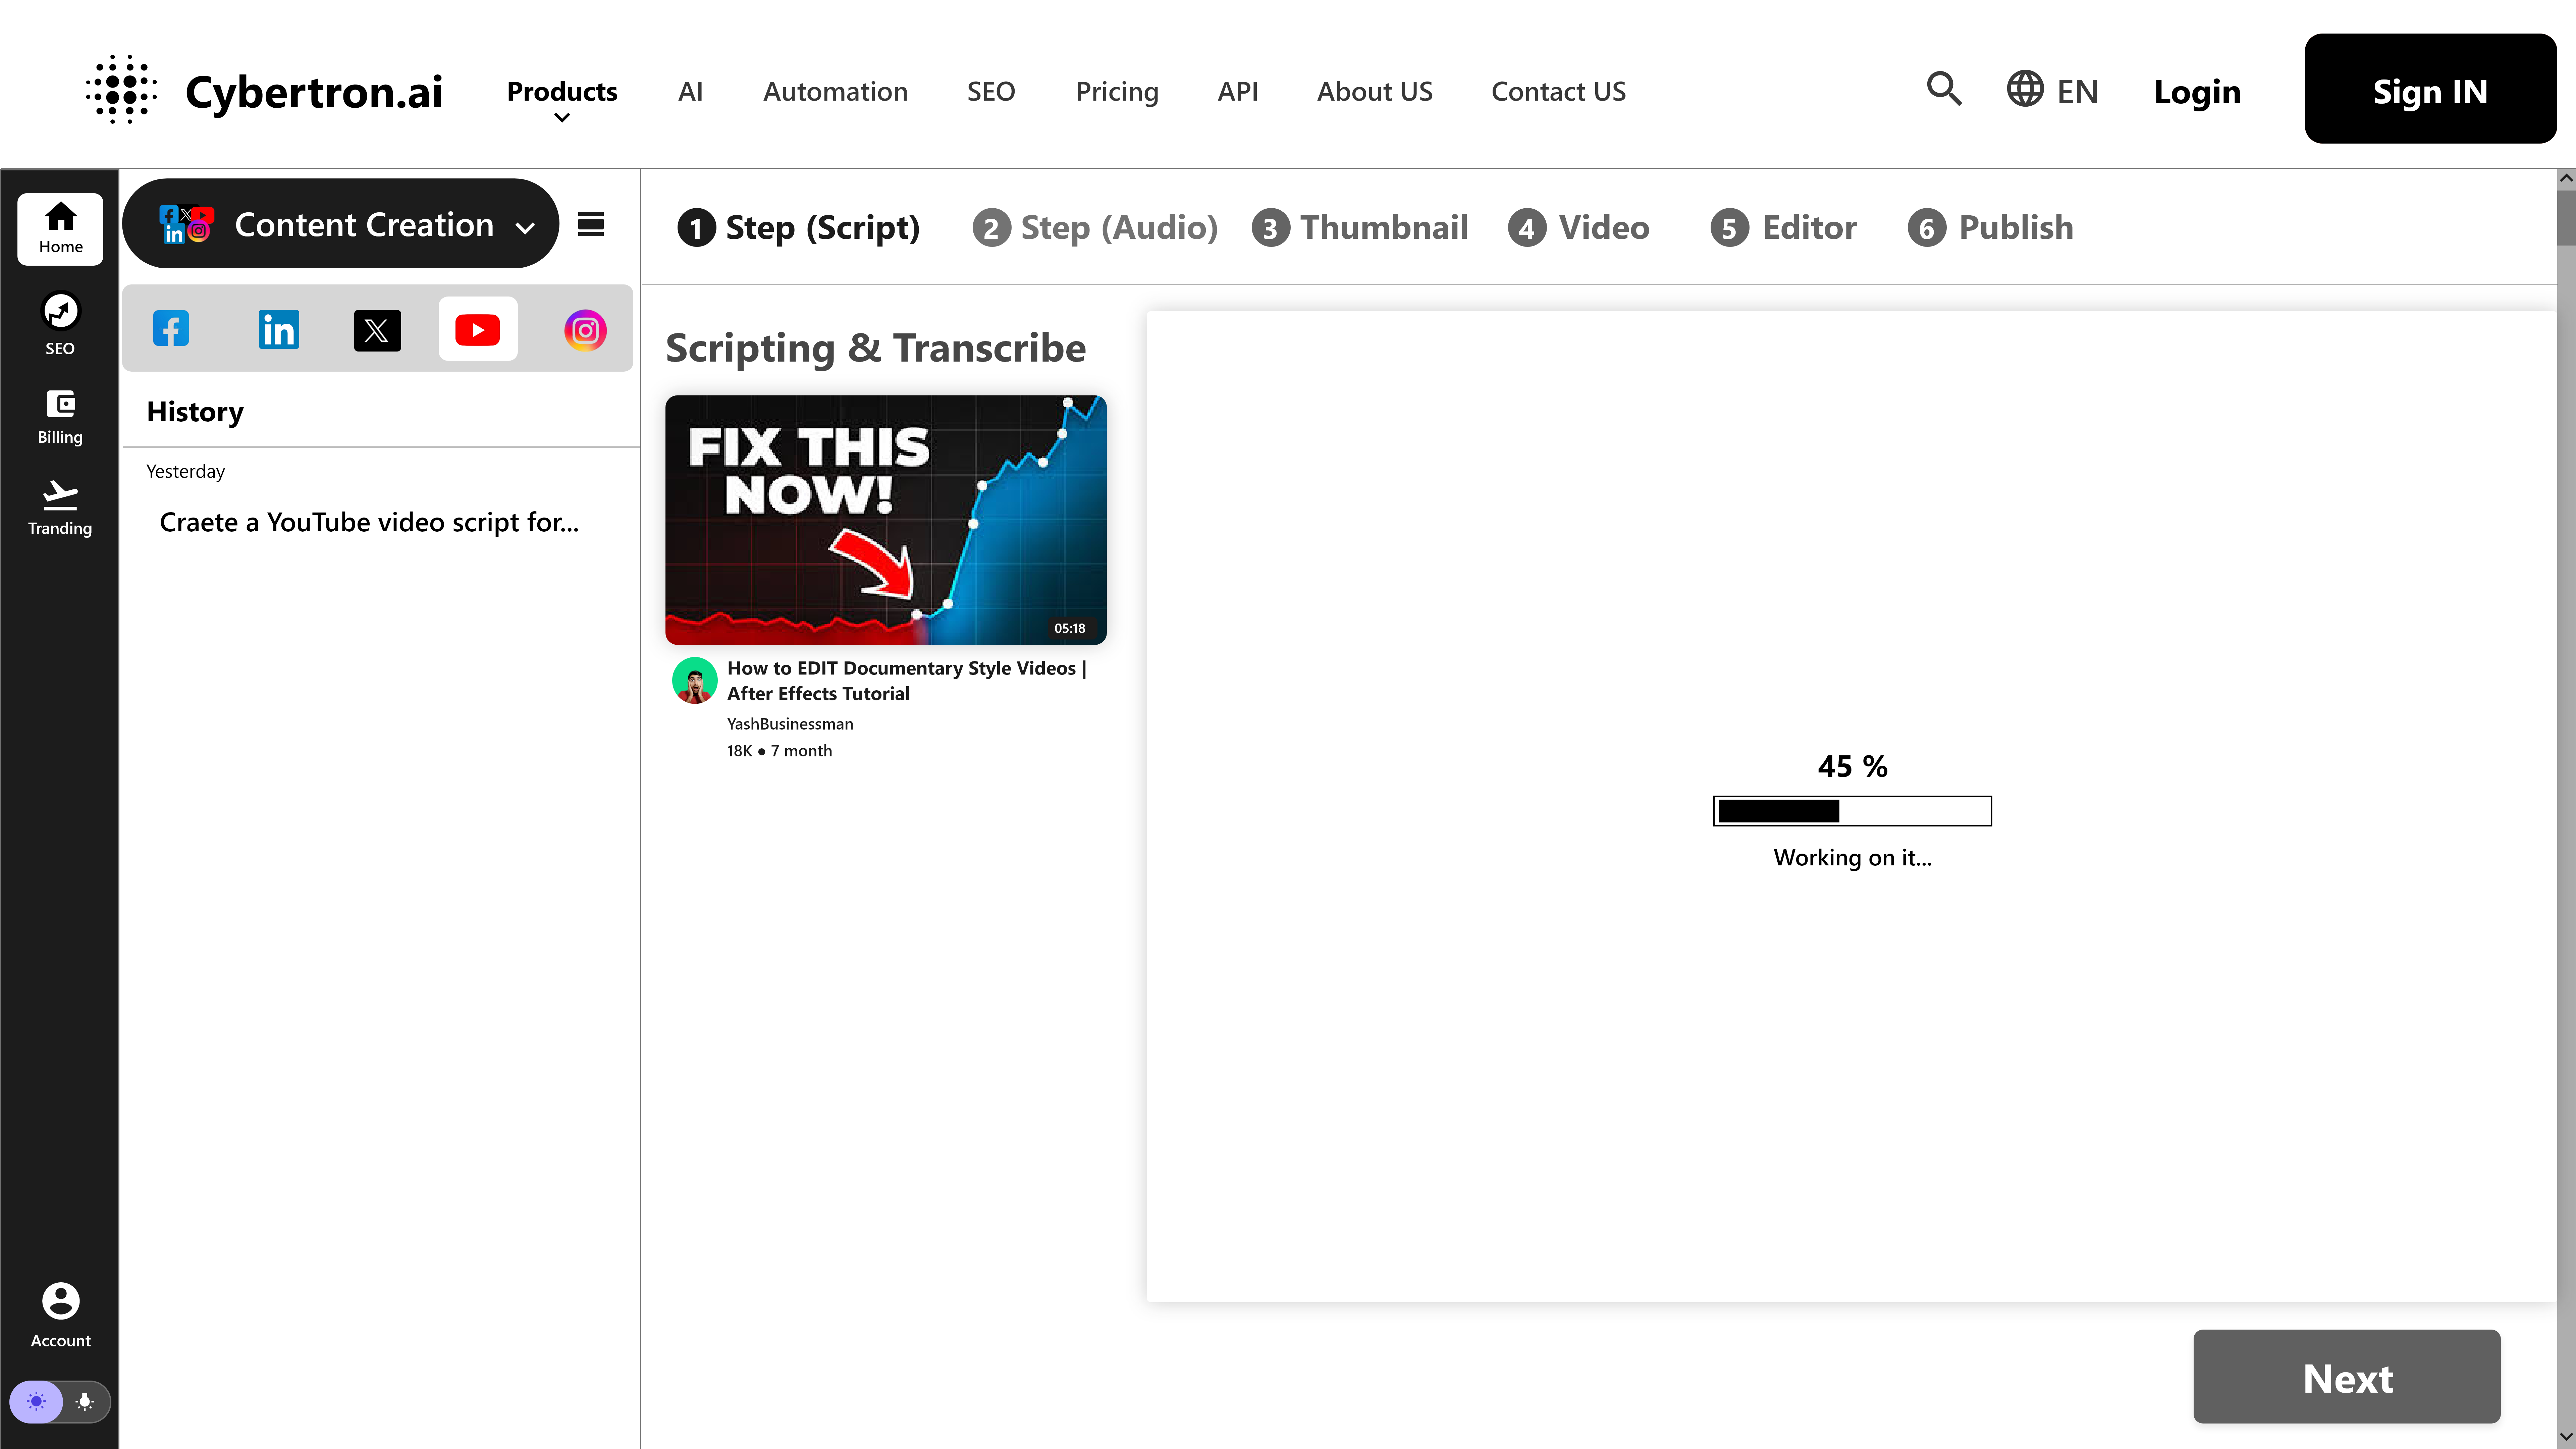 Cybertron.ai
Products
AI
Automation
SEO
Pricing
API
About US
Contact US
EN
Login
Sign IN
Home
SEO
Billing
Tranding
Account
Content Creation
History
Yesterday
Craete a YouTube video script for...
1 Step (Script)
2 Step (Audio)
3 Thumbnail
4 Video
5 Editor
6 Publish
Scripting & Transcribe
FIX THIS
NOW!
05:18
How to EDIT Documentary Style Videos |
After Effects Tutorial
YashBusinessman
18K ● 7 month
45 %
Working on it...
Next